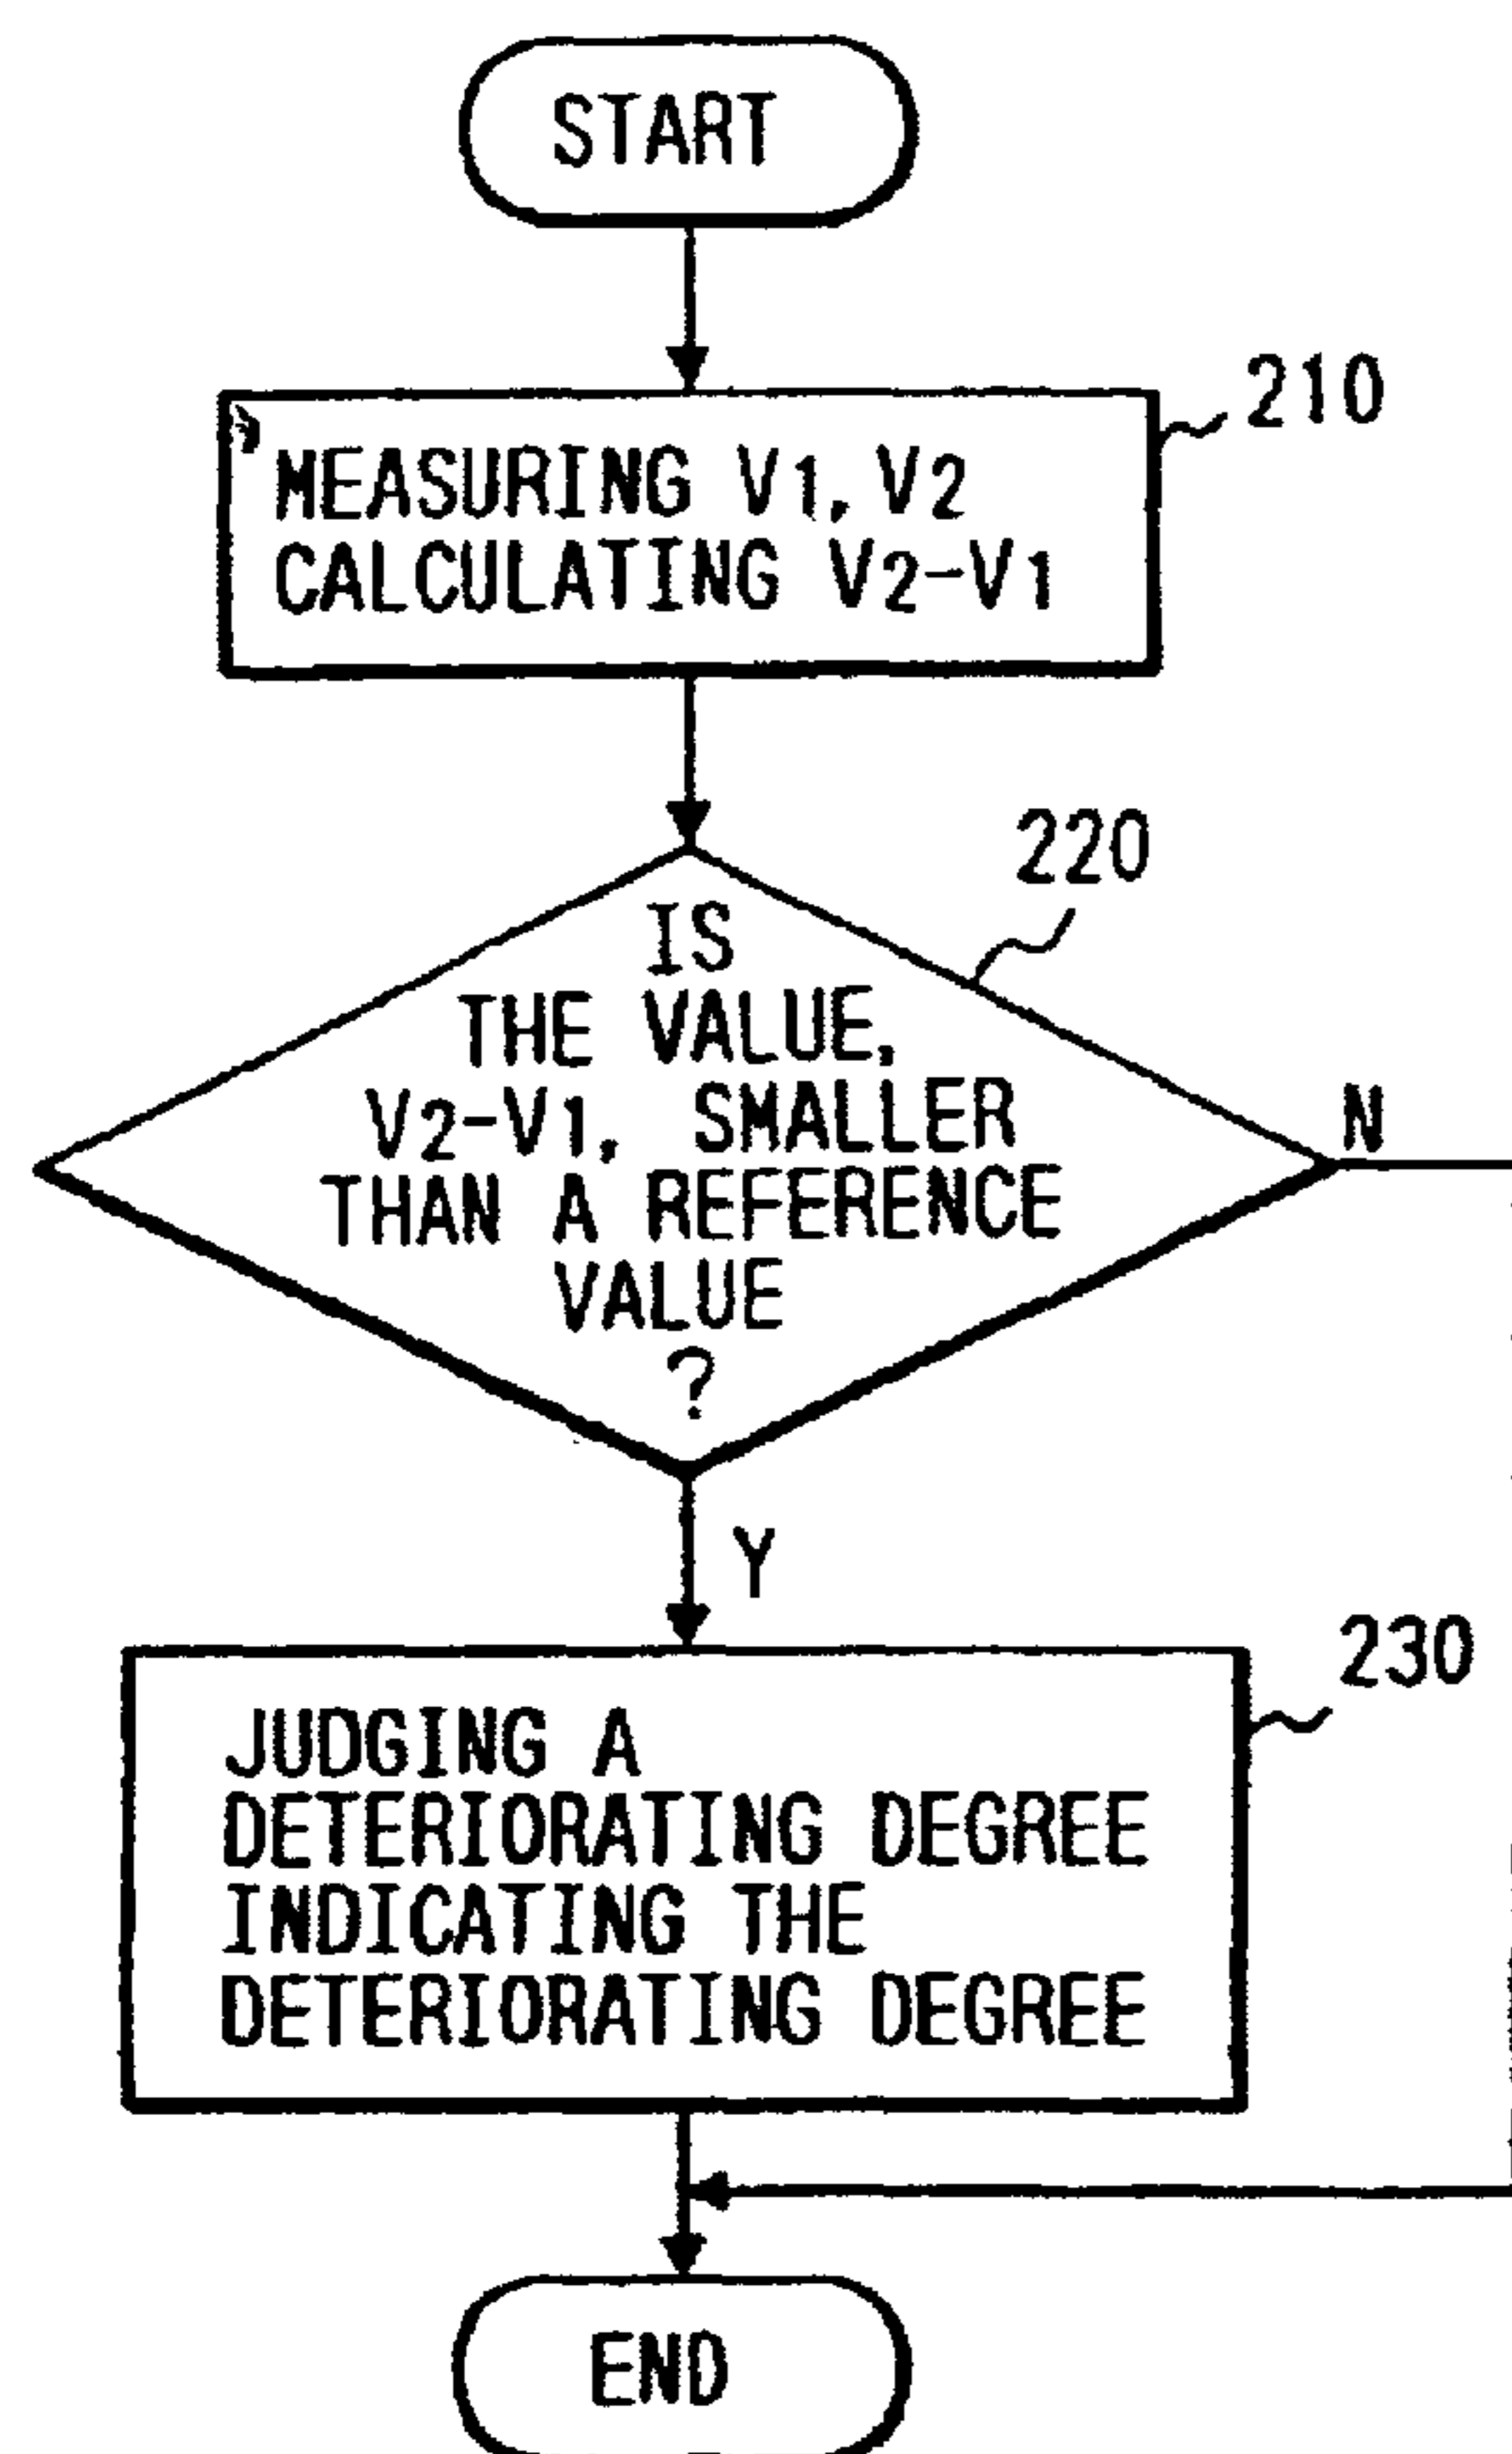 START
210
MEASURING V1, V2
CALCULATING V2-V1
220
IS
THE VALUE,
V2-V1, SMALLER
THAN A REFERENCE
VALUE
?
N
Y
230
JUDGING A
DETERIORATING DEGREE
INDICATING THE
DETERIORATING DEGREE
END